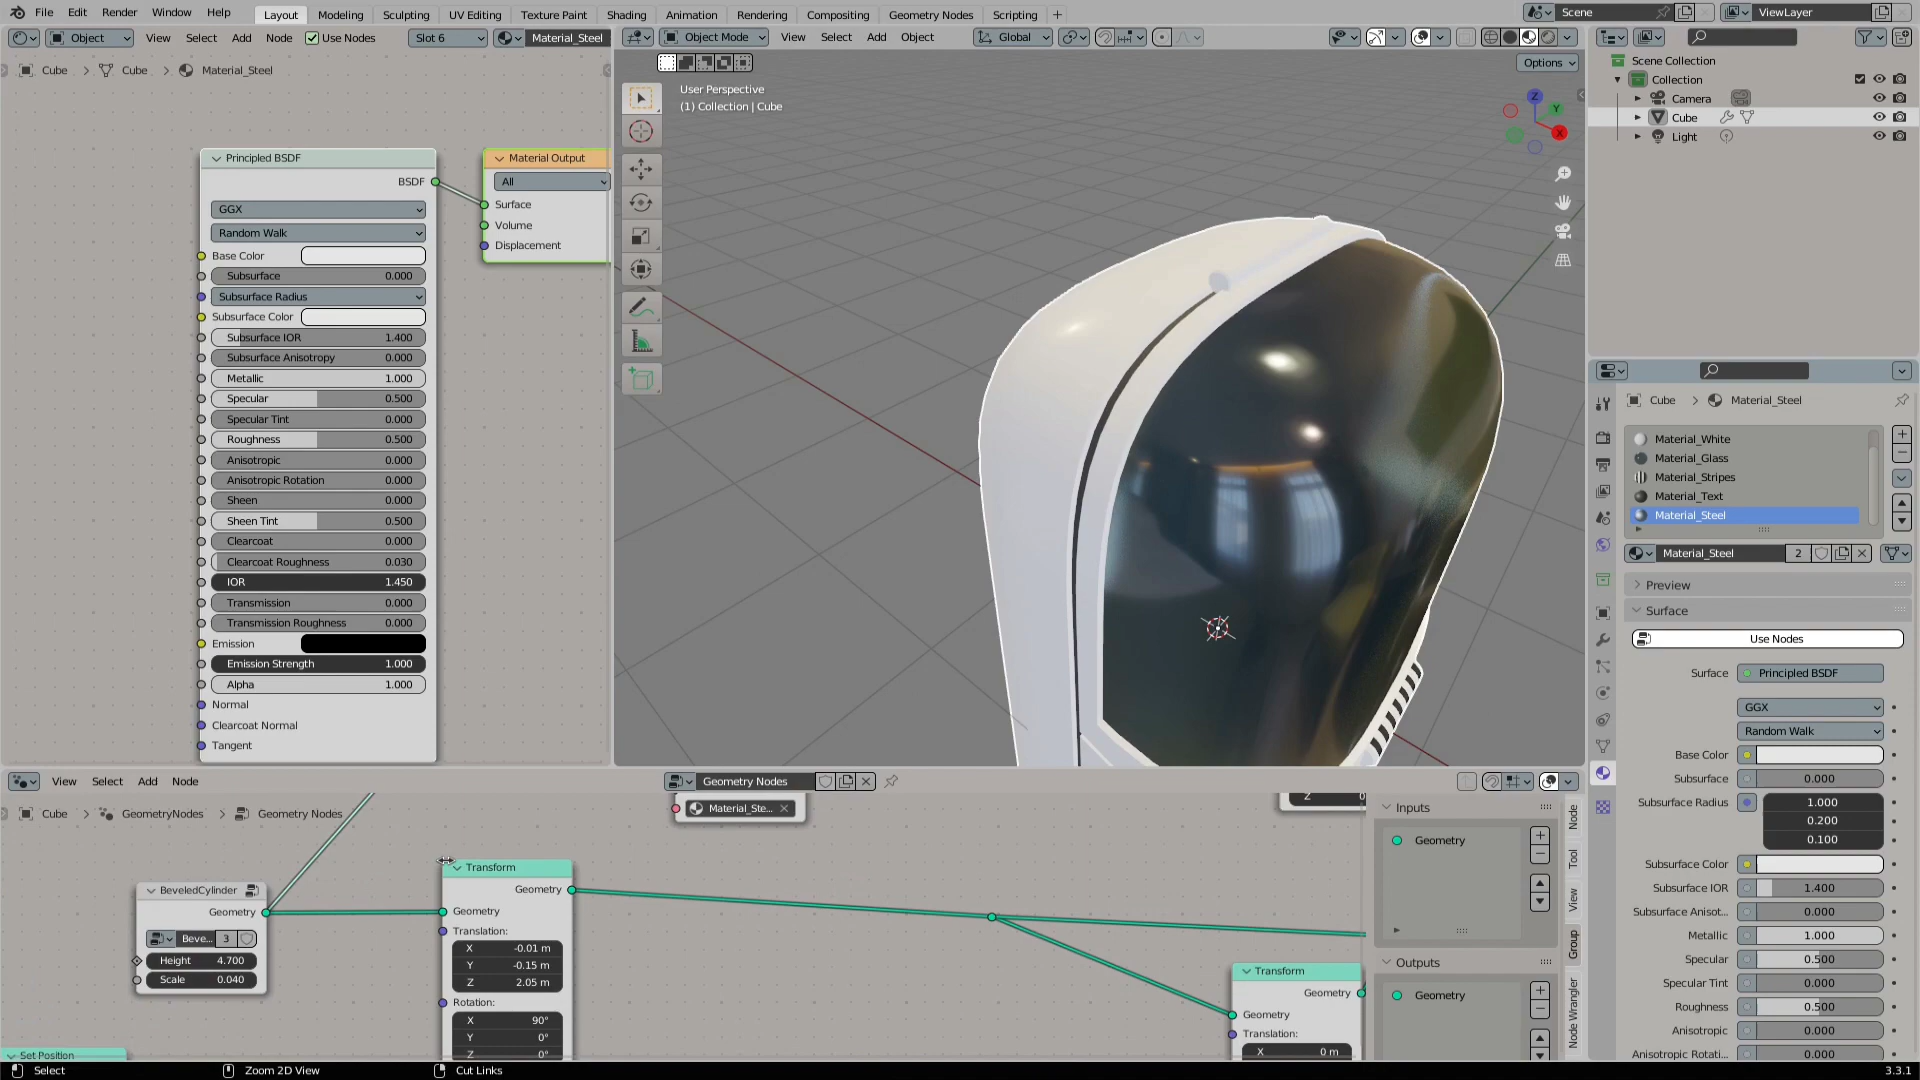 File Edit Render Window Help Layout Modeling Sculpting UV Editing Texture Paint Shading Animation Rendering Compositing Geometry Nodes Scripting + Scene ViewLayer
Object View Select Add Node Use Nodes Slot 6 Material_Steel
Cube > Cube > Material_Steel
Principled BSDF
BSDF
GGX
Random Walk
Base Color
Subsurface 0.000
Subsurface Radius
Subsurface Color
Subsurface IOR 1.400
Subsurface Anisotropy 0.000
Metallic 1.000
Specular 0.500
Specular Tint 0.000
Roughness 0.500
Anisotropic 0.000
Anisotropic Rotation 0.000
Sheen 0.000
Sheen Tint 0.500
Clearcoat 0.000
Clearcoat Roughness 0.030
IOR 1.450
Transmission 0.000
Transmission Roughness 0.000
Emission
Emission Strength 1.000
Alpha 1.000
Normal
Clearcoat Normal
Tangent
Material Output
All
Surface
Volume
Displacement
Object Mode View Select Add Object Global
Options
User Perspective
(1) Collection | Cube
Z
Y
X
Scene Collection
Collection
Camera
Cube
Light
Cube > Material_Steel
Material_White
Material_Glass
Material_Stripes
Material_Text
Material_Steel
Material_Steel 2
Preview
Surface
Use Nodes
Surface Principled BSDF
GGX
Random Walk
Base Color
Subsurface 0.000
Subsurface Radius 1.000
0.200
0.100
Subsurface Color
Subsurface IOR 1.400
Subsurface Anisot... 0.000
Metallic 1.000
Specular 0.500
Specular Tint 0.000
Roughness 0.500
Anisotropic 0.000
Anisotropic Rotati... 0.000
View Select Add Node Geometry Nodes
Cube > GeometryNodes > Geometry Nodes
Material_Ste...
BeveledCylinder
Geometry
Beve... 3
Height 4.700
Scale 0.040
Set Position
Transform
Geometry
Geometry
Translation:
X -0.01 m
Y -0.15 m
Z 2.05 m
Rotation:
X 90°
Y 0°
Z 0°
Z 0
Transform
Geometry
Geometry
Translation:
X 0 m
Inputs
Geometry
Outputs
Geometry
Node
Tool
View
Group
Node Wrangler
Select Zoom 2D View Cut Links 3.3.1